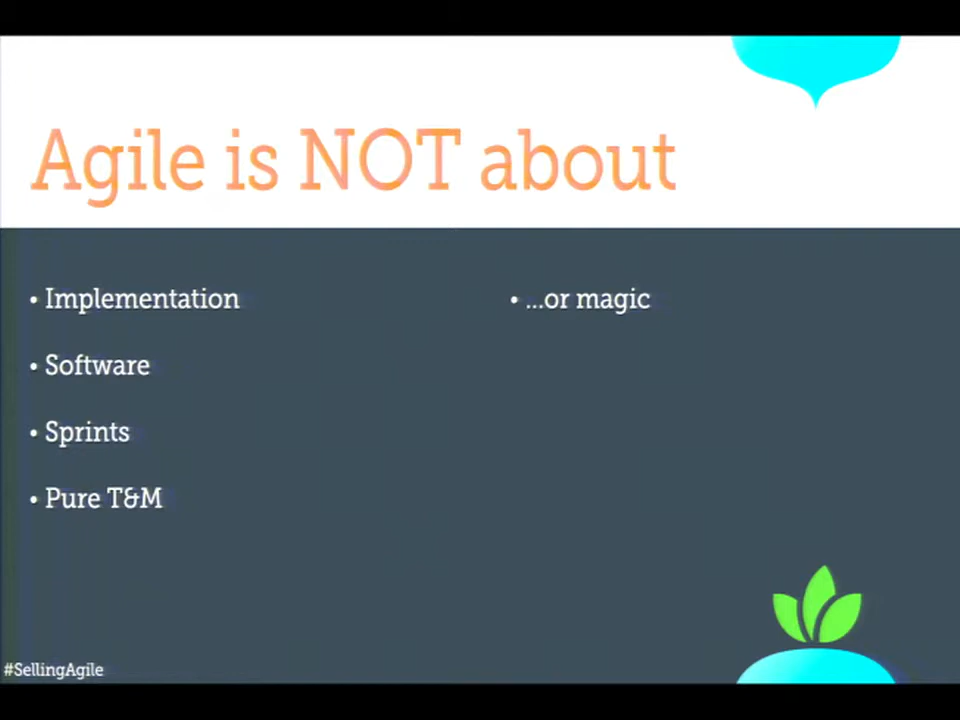 Agile is NOT about
• Implementation
• Software
• Sprints
• Pure T&M
• ...or magic
#SellingAgile